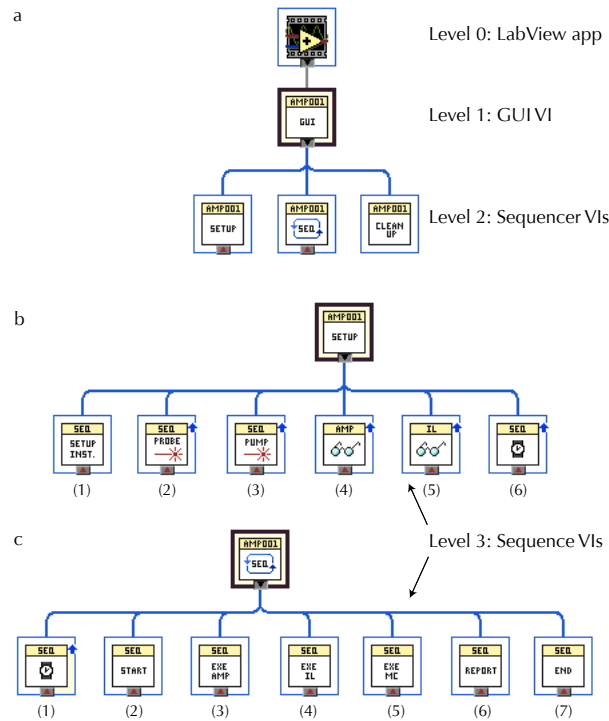 a
Level 0: LabView app
AMP001
GUI
Level 1: GUI VI
AMP001
SETUP
AMP001
SEQ
AMP001
CLEAN
UP
Level 2: Sequencer VIs
b
AMP001
SETUP
SEQ
SETUP
INST.
SEQ
PROBE
SEQ
PUMP
AMP
IL
SEQ
(1)
(2)
(3)
(4)
(5)
(6)
Level 3: Sequence VIs
c
AMP001
SEQ
SEQ
SEQ
START
SEQ
EXE
AMP
SEQ
EXE
IL
SEQ
EXE
MC
SEQ
REPORT
SEQ
END
(1)
(2)
(3)
(4)
(5)
(6)
(7)